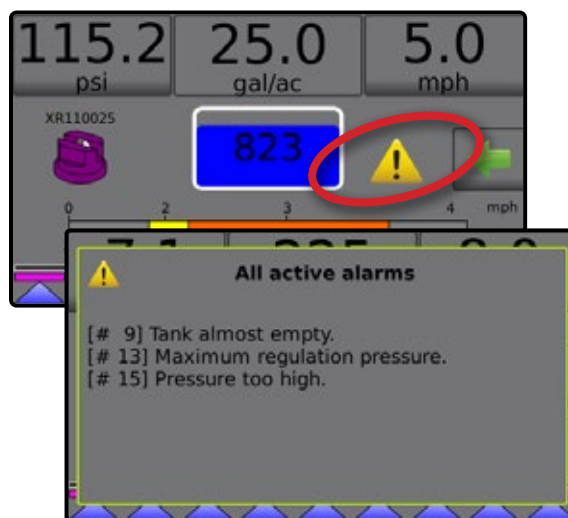 115.2 25.0 5.0
psi gal/ac mph
XR110025
823
0 2 3 4 mph
All active alarms
[# 9] Tank almost empty.
[# 13] Maximum regulation pressure.
[# 15] Pressure too high.